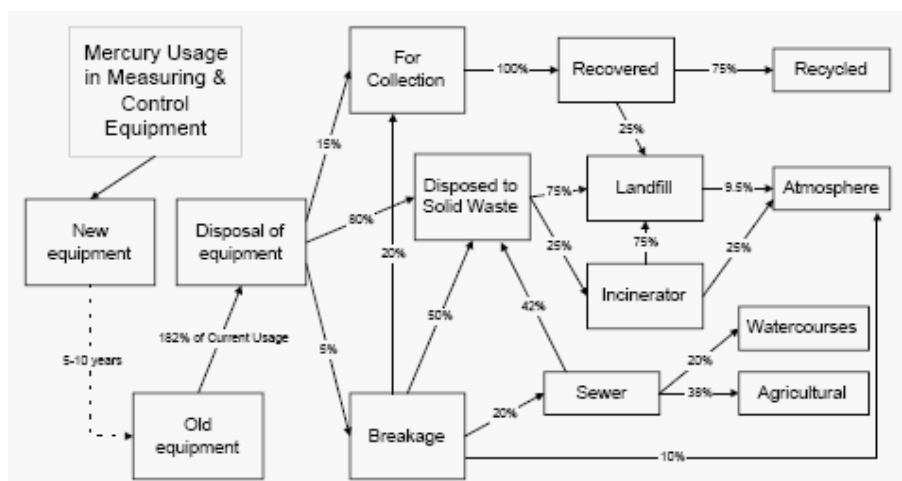 Mercury Usage
in Measuring &
Control
Equipment
For
Collection
100%
Recovered
75%
Recycled
15%
25%
New
equipment
Disposal of
equipment
80%
Disposed to
Solid Waste
75%
Landfill
9.5%
Atmosphere
20%
25%
75%
25%
Incinerator
182% of Current Usage
5-10 years
5%
50%
42%
Watercourses
20%
Sewer
38%
Agricultural
Old
equipment
Breakage
20%
10%